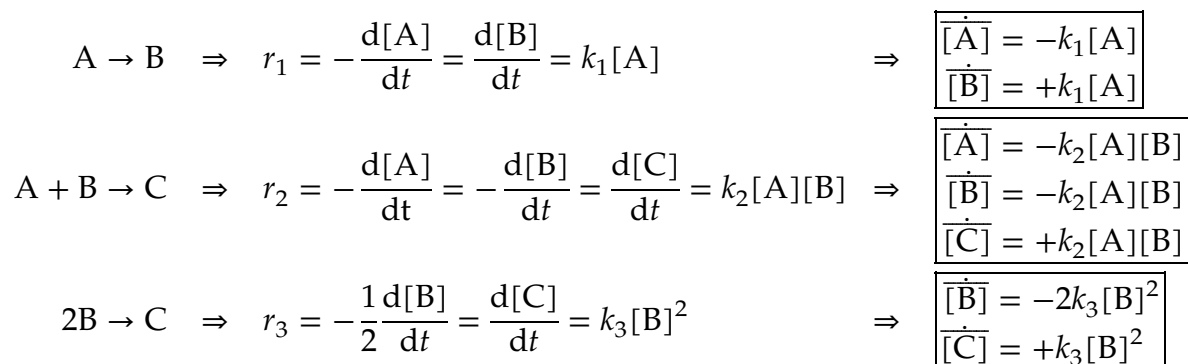 A → B ⇒ r₁ = −d[A]/dt = d[B]/dt = k₁[A] ⇒ [A]̇ = −k₁[A]
[Ḃ] = +k₁[A]
A + B → C ⇒ r₂ = −d[A]/dt = −d[B]/dt = d[C]/dt = k₂[A][B] ⇒ [Ȧ] = −k₂[A][B]
[Ḃ] = −k₂[A][B]
[Ċ] = +k₂[A][B]
2B → C ⇒ r₃ = −1/2 d[B]/dt = d[C]/dt = k₃[B]² ⇒ [Ḃ] = −2k₃[B]²
[Ċ] = +k₃[B]²